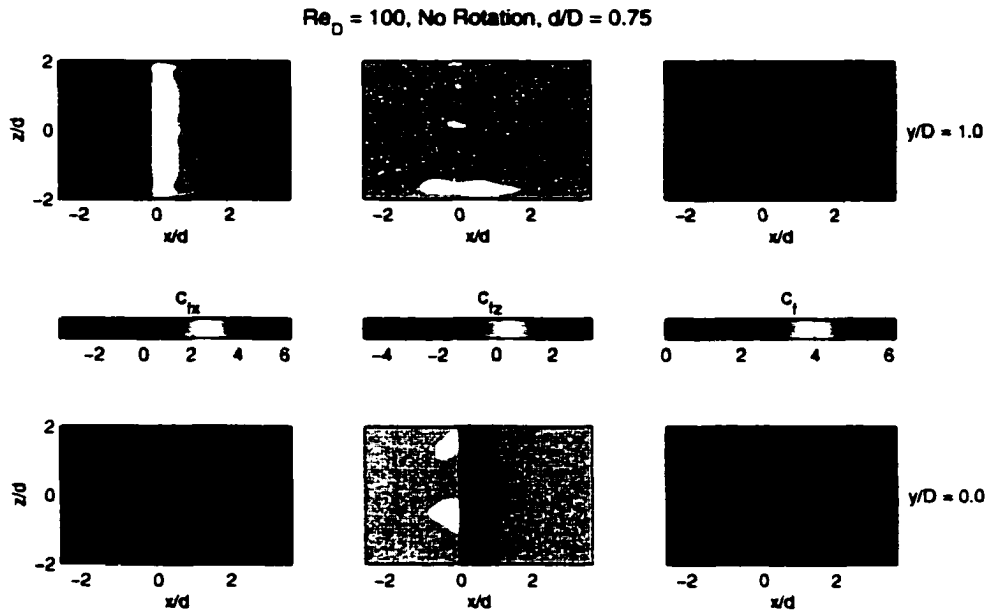 Re_D = 100, No Rotation, d/D = 0.75
2
0
-2
z/d
-2 0 2
x/d
-2 0 2
x/d
-2 0 2
x/d
y/D = 1.0
C_fx
-2 0 2 4 6
C_fz
-4 -2 0 2
C_f
0 2 4 6
2
0
-2
z/d
-2 0 2
x/d
-2 0 2
x/d
-2 0 2
x/d
y/D = 0.0